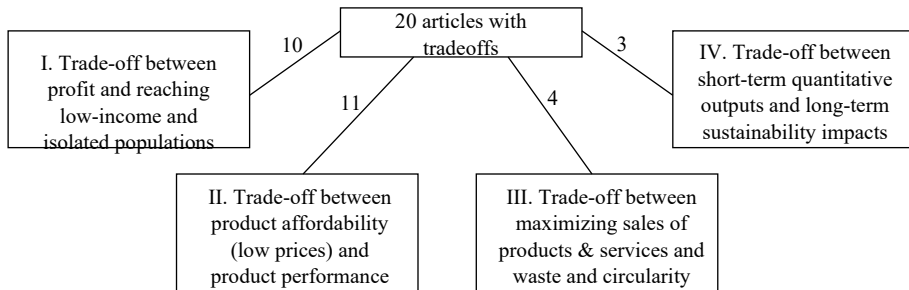 20 articles with
tradeoffs
10
3
I. Trade-off between
profit and reaching
low-income and
isolated populations
IV. Trade-off between
short-term quantitative
outputs and long-term
sustainability impacts
11
4
II. Trade-off between
product affordability
(low prices) and
product performance
III. Trade-off between
maximizing sales of
products & services and
waste and circularity